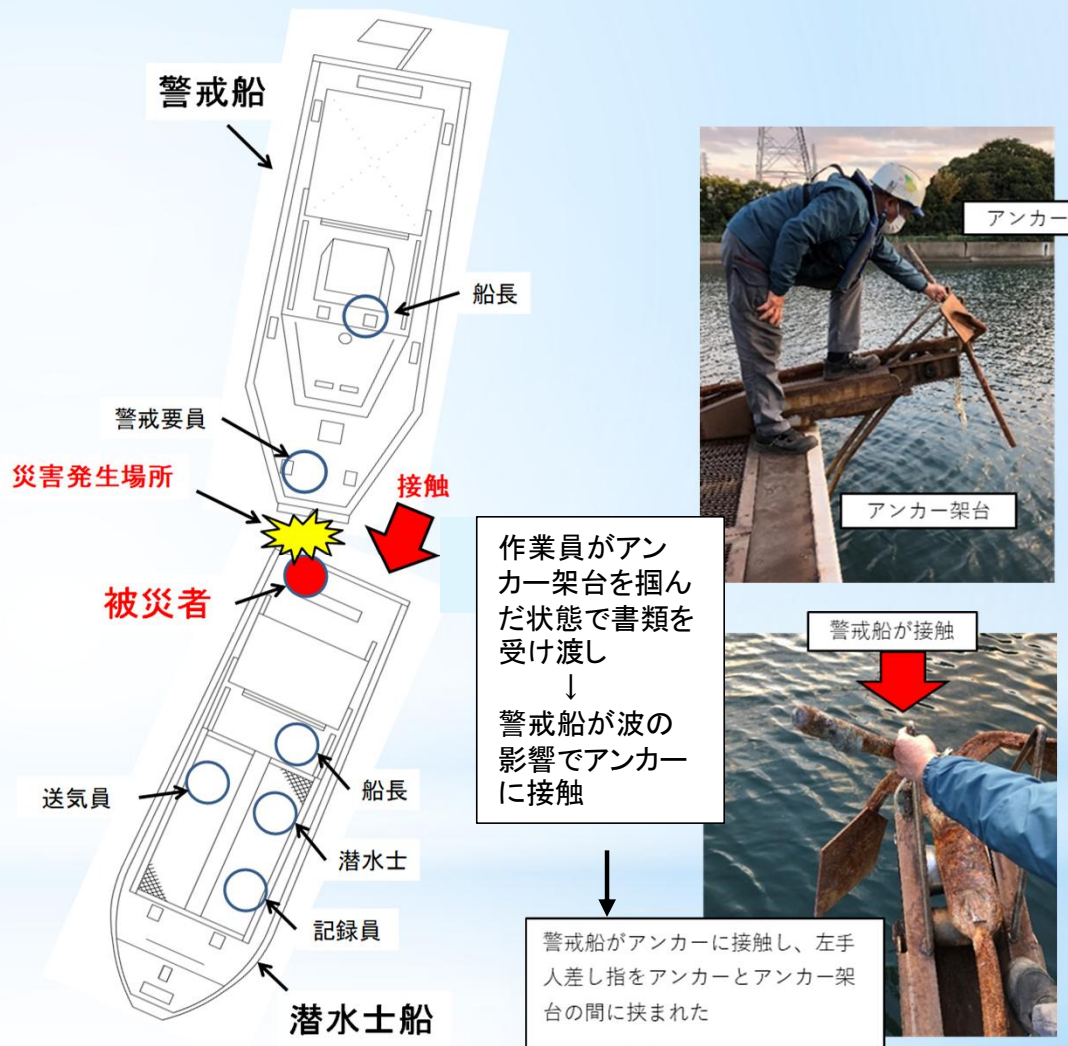 警戒船
船長
警戒要員
災害発生場所
接触
被災者
送気員
船長
潜水士
記録員
潜水士船
作業員がアン
カー架台を掴ん
だ状態で書類を
受け渡し
↓
警戒船が波の
影響でアンカー
に接触
警戒船がアンカーに接触し、左手
人差し指をアンカーとアンカー架
台の間に挟まれた
アンカー
アンカー架台
警戒船が接触